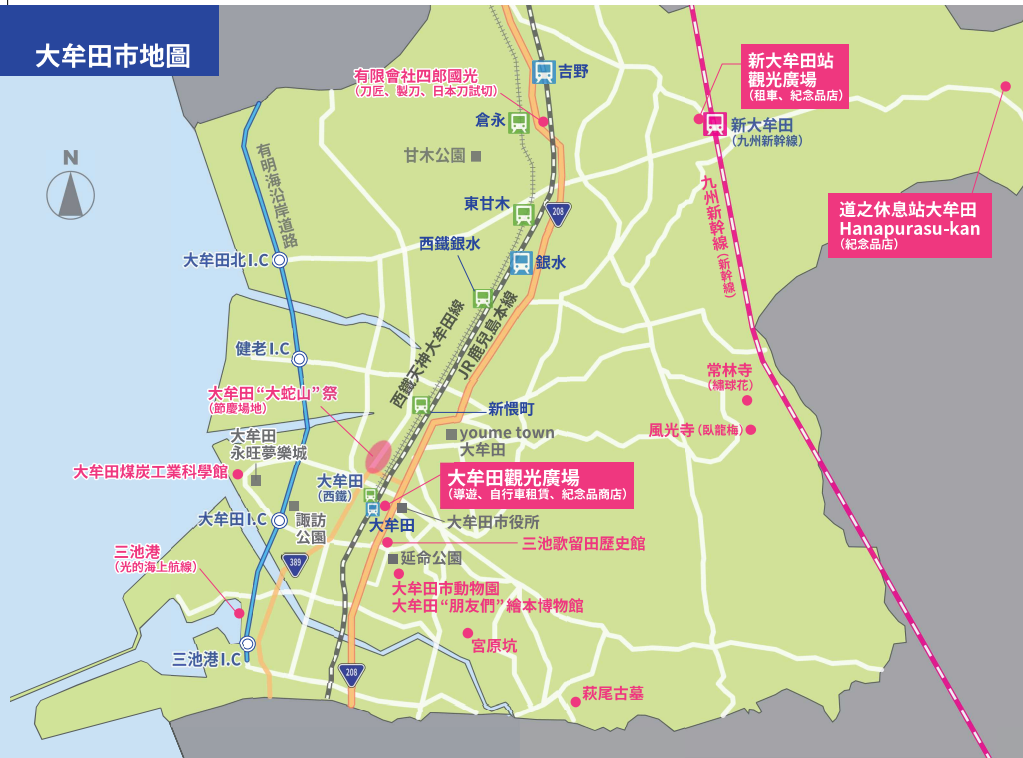 大牟田市地圖
有限會社四郎國光
(刀匠、製刀、日本刀試切)
吉野
新大牟田站
觀光廣場
(租車、紀念品店)
倉永
新大牟田
(九州新幹線)
甘木公園
N
有明海沿岸道路
九州新幹線(新幹線)
東甘木
208
道之休息站大牟田
Hanapurasu-kan
(紀念品店)
西鐵銀水
大牟田北I.C
銀水
西鐵天神大牟田線
JR鹿兒島本線
健老I.C
常林寺
(繡球花)
大牟田“大蛇山”祭
(節慶場地)
新橫町
風光寺(臥龍梅)
大牟田
永旺夢樂城
youme town
大牟田
大牟田煤炭工業科學館
大牟田
(西鐵)
大牟田觀光廣場
(導遊、自行車租賃、紀念品商店)
大牟田I.C
諏訪
公園
大牟田
大牟田市役所
三池歌留田歷史館
三池港
(光的海上航線)
389
延命公園
大牟田市動物園
大牟田“朋友們”繪本博物館
宮原坑
三池港I.C
208
萩尾古墓